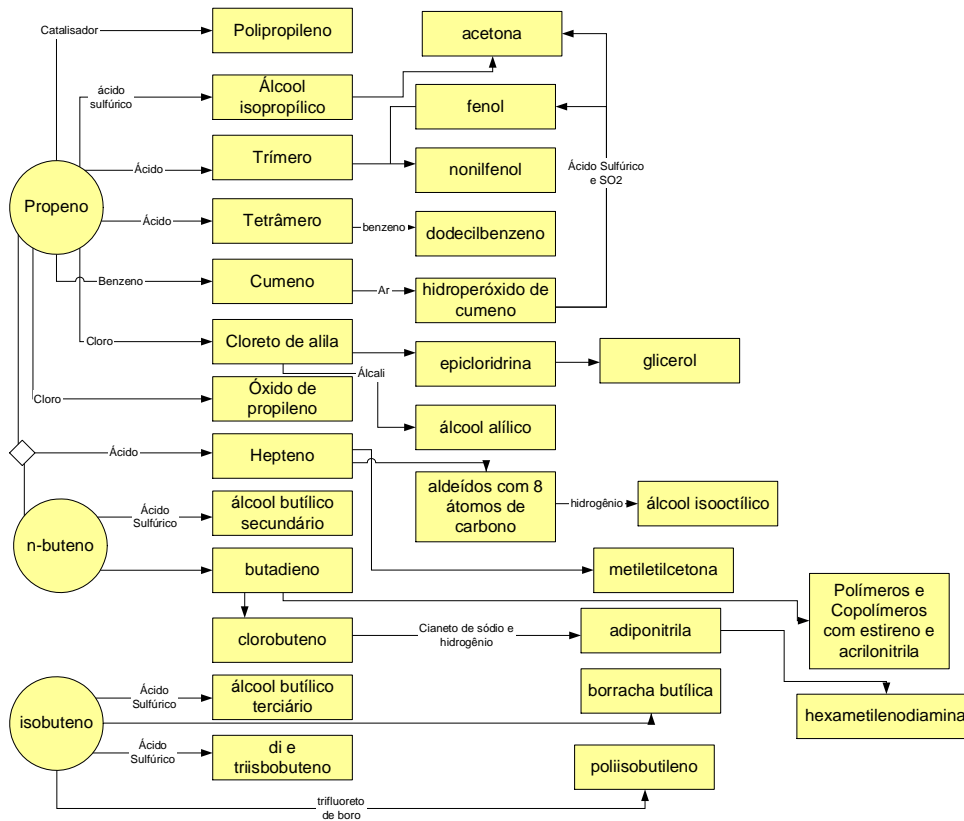 Catalisador
Polipropileno
acetona
ácido
sulfúrico
Álcool
isopropílico
fenol
Ácido
Trímero
nonilfenol
Ácido Sulfúrico
e SO2
Propeno
Ácido
Tetrâmero
benzeno
dodecilbenzeno
Benzeno
Cumeno
Ar
hidroperóxido de
cumeno
Cloro
Cloreto de alila
epicloridrina
glicerol
Álcali
Cloro
Óxido de
propileno
álcool alílico
Ácido
Hepteno
aldeídos com 8
átomos de
carbono
hidrogênio
álcool isooctílico
Ácido
Sulfúrico
álcool butílico
secundário
n-buteno
butadieno
metiletilcetona
Polímeros e
Copolímeros
com estireno e
acrilonitrila
clorobuteno
Cianeto de sódio e
hidrogênio
adiponitrila
Ácido
Sulfúrico
álcool butílico
terciário
borracha butílica
hexametilenodiamina
isobuteno
Ácido
Sulfúrico
di e
triisbobuteno
poliisobutileno
trifluoreto
de boro